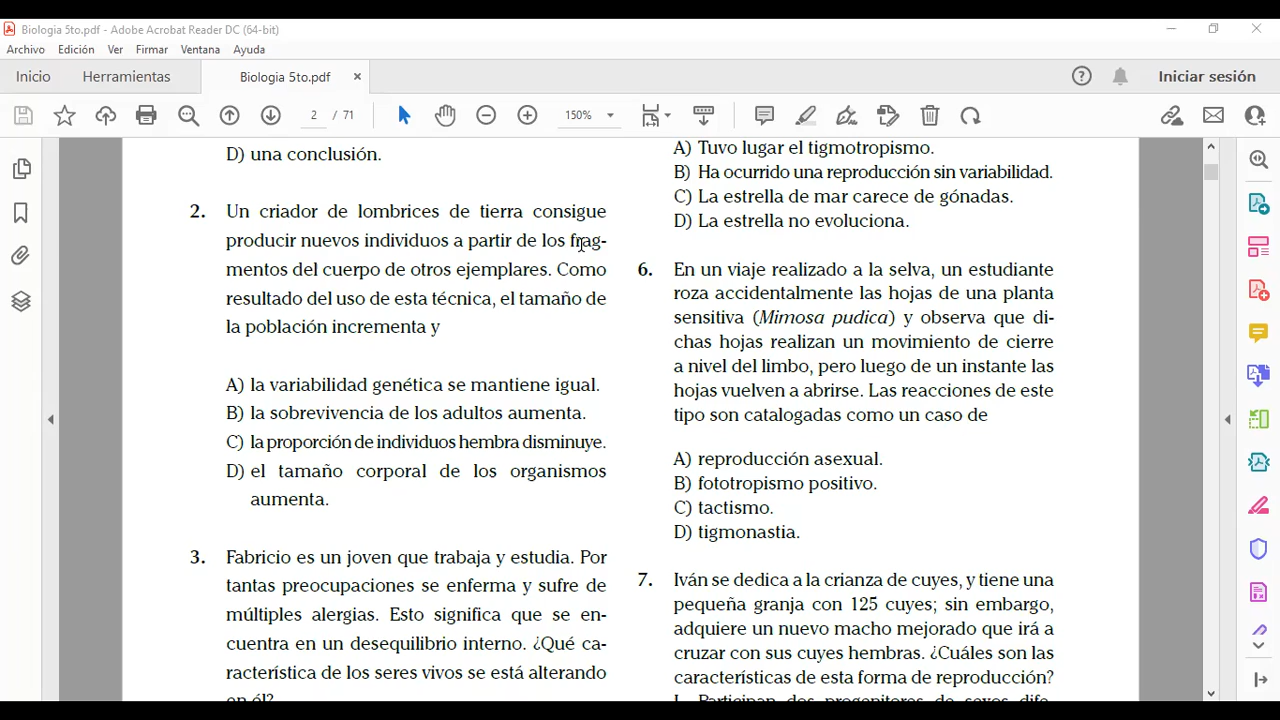 Biologia 5to.pdf - Adobe Acrobat Reader DC (64-bit)
Archivo Edición Ver Firmar Ventana Ayuda
Inicio Herramientas Biologia 5to.pdf × Iniciar sesión
2 / 71 150%
D) una conclusión.
2. Un criador de lombrices de tierra consigue
producir nuevos individuos a partir de los frag-
mentos del cuerpo de otros ejemplares. Como
resultado del uso de esta técnica, el tamaño de
la población incrementa y
A) la variabilidad genética se mantiene igual.
B) la sobrevivencia de los adultos aumenta.
C) la proporción de individuos hembra disminuye.
D) el tamaño corporal de los organismos
aumenta.
3. Fabricio es un joven que trabaja y estudia. Por
tantas preocupaciones se enferma y sufre de
múltiples alergias. Esto significa que se en-
cuentra en un desequilibrio interno. ¿Qué ca-
racterística de los seres vivos se está alterando
en él?
A) Tuvo lugar el tigmotropismo.
B) Ha ocurrido una reproducción sin variabilidad.
C) La estrella de mar carece de gónadas.
D) La estrella no evoluciona.
6. En un viaje realizado a la selva, un estudiante
roza accidentalmente las hojas de una planta
sensitiva (Mimosa pudica) y observa que di-
chas hojas realizan un movimiento de cierre
a nivel del limbo, pero luego de un instante las
hojas vuelven a abrirse. Las reacciones de este
tipo son catalogadas como un caso de
A) reproducción asexual.
B) fototropismo positivo.
C) tactismo.
D) tigmonastia.
7. Iván se dedica a la crianza de cuyes, y tiene una
pequeña granja con 125 cuyes; sin embargo,
adquiere un nuevo macho mejorado que irá a
cruzar con sus cuyes hembras. ¿Cuáles son las
características de esta forma de reproducción?
I. Participan dos progenitores de sexos dife-